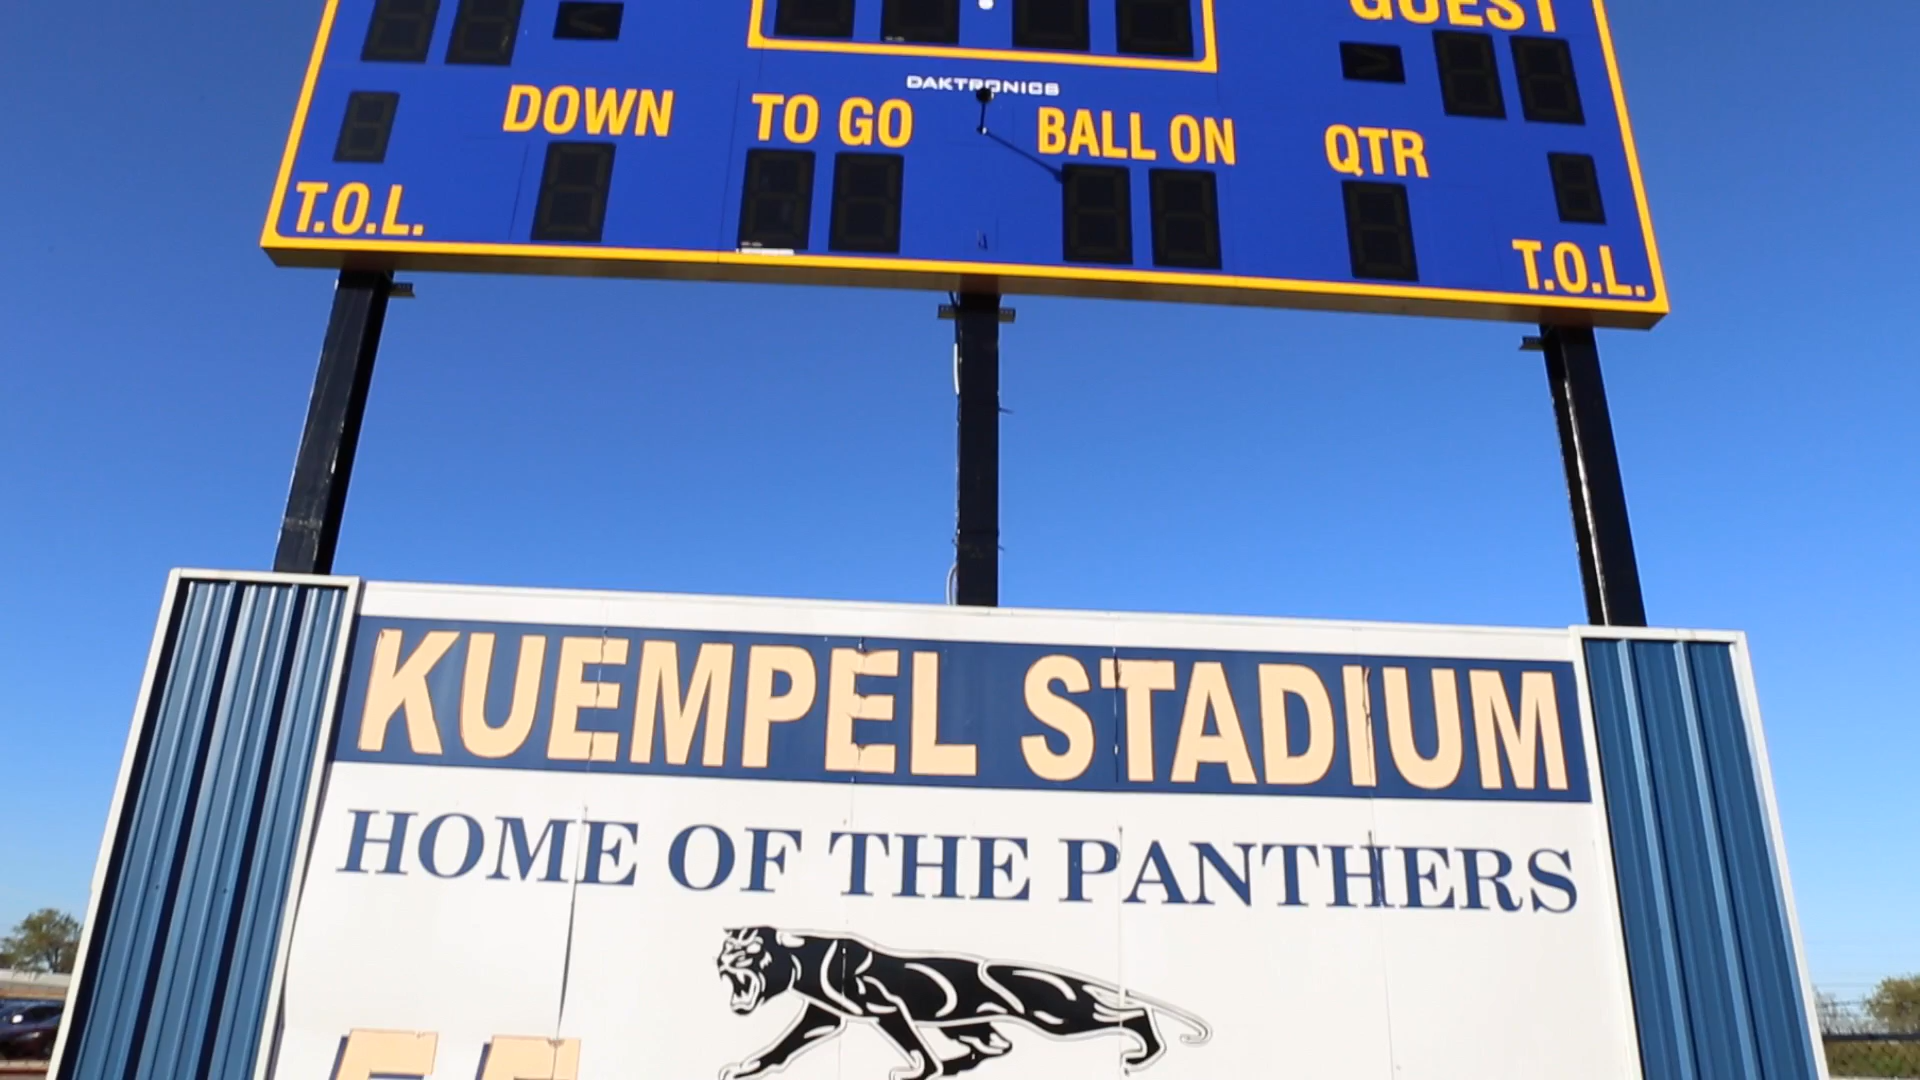 GUEST
DAKTRONICS
DOWN TO GO BALL ON QTR
T.O.L. T.O.L.
KUEMPEL STADIUM
HOME OF THE PANTHERS